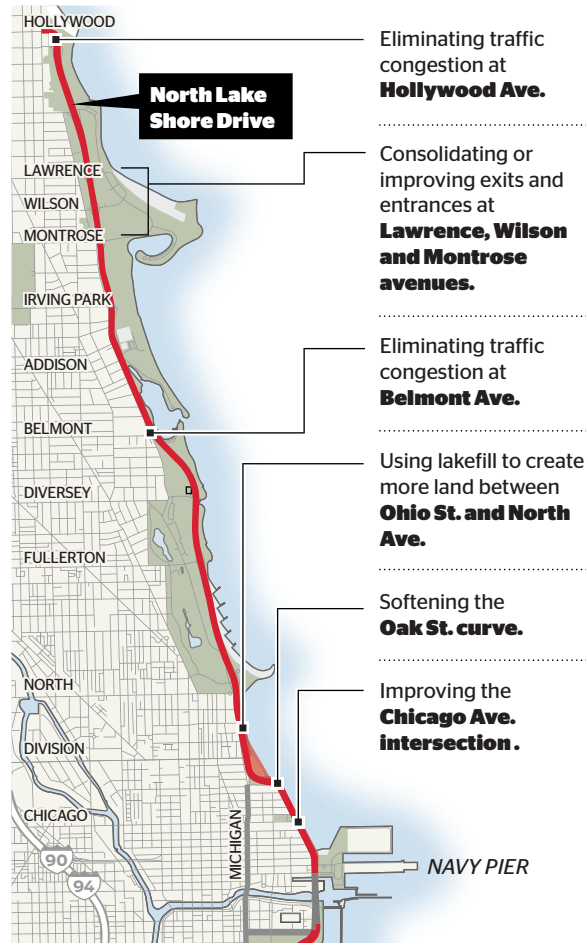 HOLLYWOOD
North Lake
Shore Drive
LAWRENCE
WILSON
MONTROSE
IRVING PARK
ADDISON
BELMONT
DIVERSEY
FULLERTON
NORTH
DIVISION
CHICAGO
MICHIGAN
90
94
NAVY PIER
Eliminating traffic
congestion at
Hollywood Ave.
Consolidating or
improving exits and
entrances at
Lawrence, Wilson
and Montrose
avenues.
Eliminating traffic
congestion at
Belmont Ave.
Using lakefill to create
more land between
Ohio St. and North
Ave.
Softening the
Oak St. curve.
Improving the
Chicago Ave.
intersection .